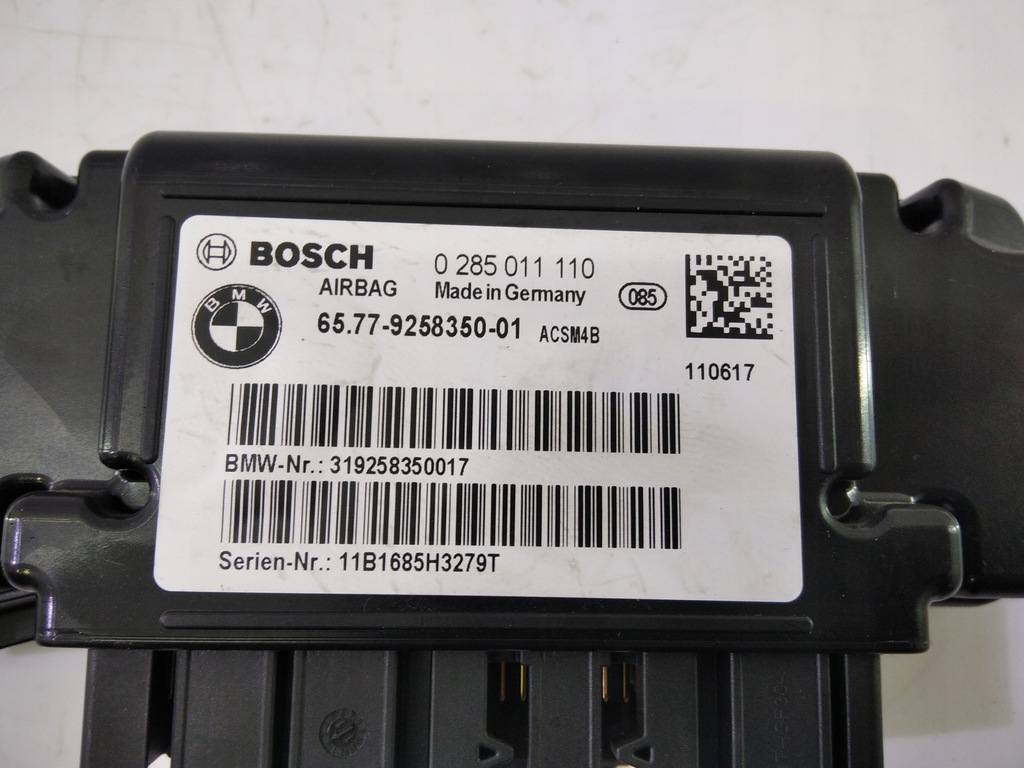 BOSCH 0 285 011 110
AIRBAG Made in Germany 085
BMW
65.77-9258350-01 ACSM4B
110617
BMW-Nr.: 319258350017
Serien-Nr.: 11B1685H3279T